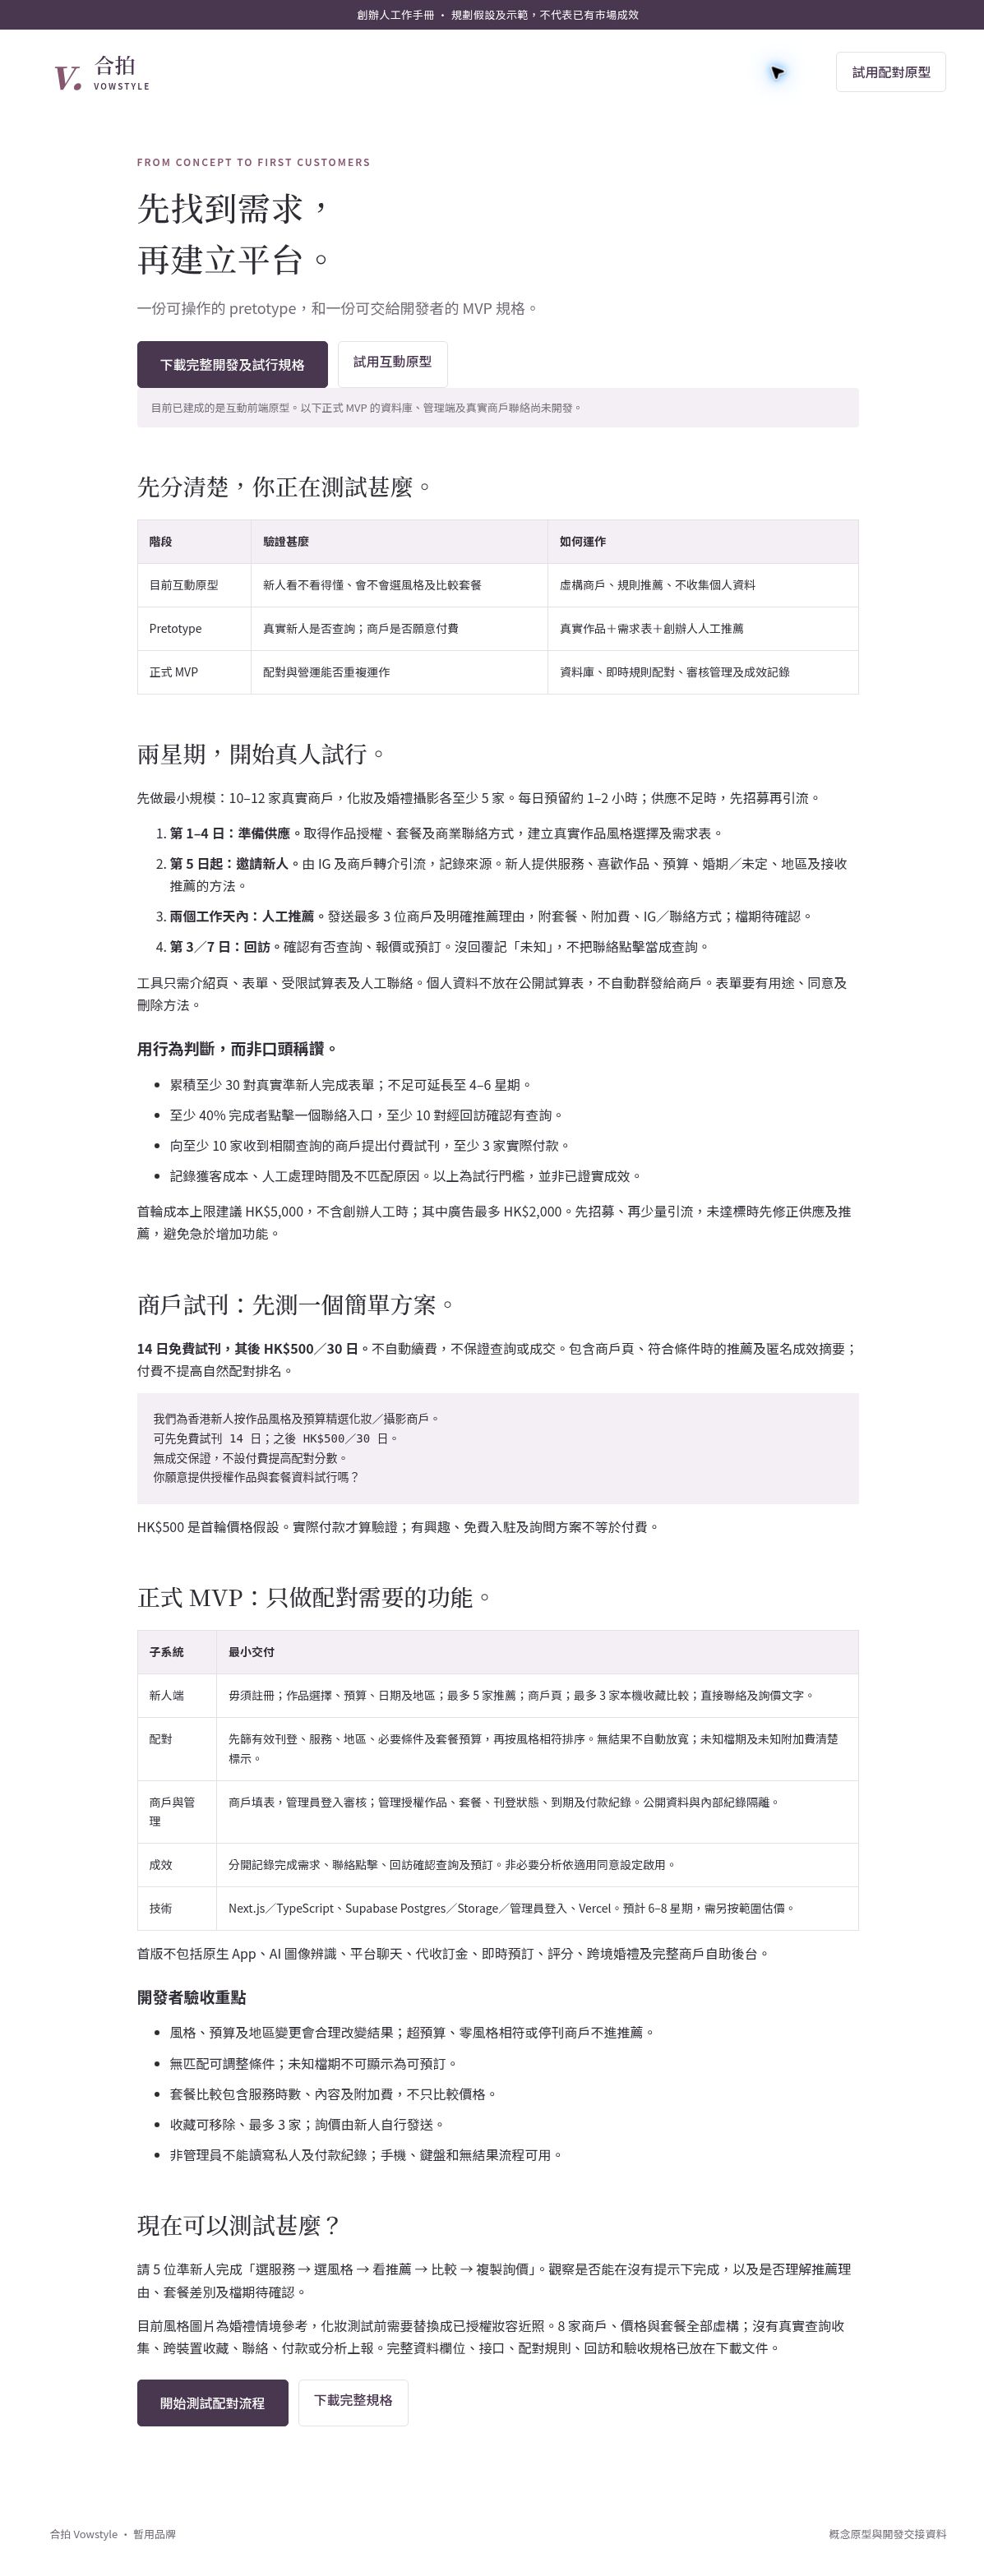 創辦人工作手冊 · 規劃假設及示範，不代表已有市場成效
V. 合拍
VOWSTYLE
試用配對原型
FROM CONCEPT TO FIRST CUSTOMERS
先找到需求，
再建立平台。
一份可操作的 pretotype，和一份可交給開發者的 MVP 規格。
下載完整開發及試行規格
試用互動原型
目前已建成的是互動前端原型。以下正式 MVP 的資料庫、管理端及真實商戶聯絡尚未開發。
先分清楚，你正在測試甚麼。
階段 驗證甚麼 如何運作
目前互動原型 新人看不看得懂、會不會選風格及比較套餐 虛構商戶、規則推薦、不收集個人資料
Pretotype 真實新人是否查詢；商戶是否願意付費 真實作品＋需求表＋創辦人人工推薦
正式 MVP 配對與營運能否重複運作 資料庫、即時規則配對、審核管理及成效記錄
兩星期，開始真人試行。
先做最小規模：10–12 家真實商戶，化妝及婚禮攝影各至少 5 家。每日預留約 1–2 小時；供應不足時，先招募再引流。
1. 第 1–4 日：準備供應。取得作品授權、套餐及商業聯絡方式，建立真實作品風格選擇及需求表。
2. 第 5 日起：邀請新人。由 IG 及商戶轉介引流，記錄來源。新人提供服務、喜歡作品、預算、婚期／未定、地區及接收
推薦的方法。
3. 兩個工作天內：人工推薦。發送最多 3 位商戶及明確推薦理由，附套餐、附加費、IG／聯絡方式；檔期待確認。
4. 第 3／7 日：回訪。確認有否查詢、報價或預訂。沒回覆記「未知」，不把聯絡點擊當成查詢。
工具只需介紹頁、表單、受限試算表及人工聯絡。個人資料不放在公開試算表，不自動群發給商戶。表單要有用途、同意及
刪除方法。
用行為判斷，而非口頭稱讚。
• 累積至少 30 對真實準新人完成表單；不足可延長至 4–6 星期。
• 至少 40% 完成者點擊一個聯絡入口，至少 10 對經回訪確認有查詢。
• 向至少 10 家收到相關查詢的商戶提出付費試刊，至少 3 家實際付款。
• 記錄獲客成本、人工處理時間及不匹配原因。以上為試行門檻，並非已證實成效。
首輪成本上限建議 HK$5,000，不含創辦人工時；其中廣告最多 HK$2,000。先招募、再少量引流，未達標時先修正供應及推
薦，避免急於增加功能。
商戶試刊：先測一個簡單方案。
14 日免費試刊，其後 HK$500／30 日。不自動續費，不保證查詢或成交。包含商戶頁、符合條件時的推薦及匿名成效摘要；
付費不提高自然配對排名。
我們為香港新人按作品風格及預算精選化妝／攝影商戶。
可先免費試刊 14 日；之後 HK$500／30 日。
無成交保證，不設付費提高配對分數。
你願意提供授權作品與套餐資料試行嗎？
HK$500 是首輪價格假設。實際付款才算驗證；有興趣、免費入駐及詢問方案不等於付費。
正式 MVP：只做配對需要的功能。
子系統 最小交付
新人端 毋須註冊；作品選擇、預算、日期及地區；最多 5 家推薦；商戶頁；最多 3 家本機收藏比較；直接聯絡及詢價文字。
配對 先篩有效刊登、服務、地區、必要條件及套餐預算，再按風格相符排序。無結果不自動放寬；未知檔期及未知附加費清楚
標示。
商戶與管
理 商戶填表，管理員登入審核；管理授權作品、套餐、刊登狀態、到期及付款紀錄。公開資料與內部紀錄隔離。
成效 分開記錄完成需求、聯絡點擊、回訪確認查詢及預訂。非必要分析依適用同意設定啟用。
技術 Next.js／TypeScript、Supabase Postgres／Storage／管理員登入、Vercel。預計 6–8 星期，需另按範圍估價。
首版不包括原生 App、AI 圖像辨識、平台聊天、代收訂金、即時預訂、評分、跨境婚禮及完整商戶自助後台。
開發者驗收重點
• 風格、預算及地區變更會合理改變結果；超預算、零風格相符或停刊商戶不進推薦。
• 無匹配可調整條件；未知檔期不可顯示為可預訂。
• 套餐比較包含服務時數、內容及附加費，不只比較價格。
• 收藏可移除、最多 3 家；詢價由新人自行發送。
• 非管理員不能讀寫私人及付款紀錄；手機、鍵盤和無結果流程可用。
現在可以測試甚麼？
請 5 位準新人完成「選服務 → 選風格 → 看推薦 → 比較 → 複製詢價」。觀察是否能在沒有提示下完成，以及是否理解推薦理
由、套餐差別及檔期待確認。
目前風格圖片為婚禮情境參考，化妝測試前需要替換成已授權妝容近照。8 家商戶、價格與套餐全部虛構；沒有真實查詢收
集、跨裝置收藏、聯絡、付款或分析上報。完整資料欄位、接口、配對規則、回訪和驗收規格已放在下載文件。
開始測試配對流程
下載完整規格
合拍 Vowstyle · 暫用品牌
概念原型與開發交接資料